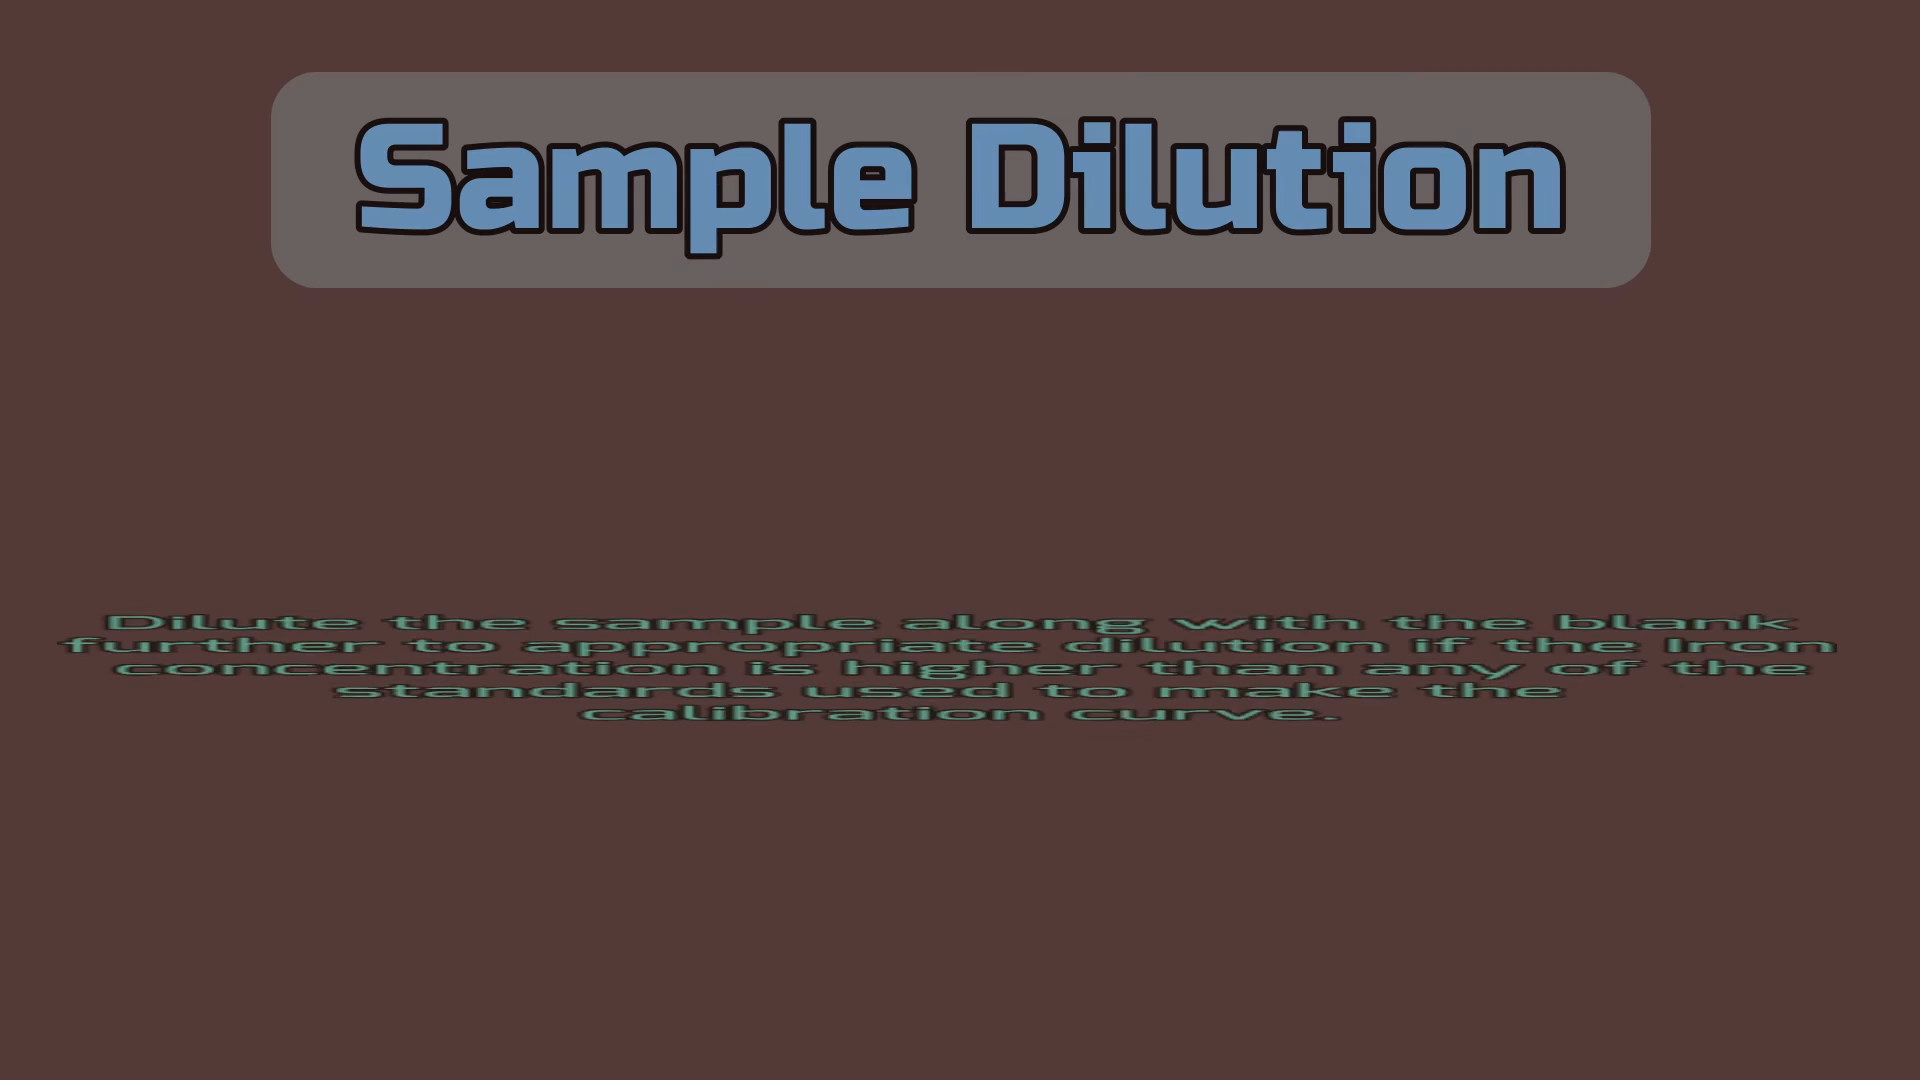 Sample Dilution
Dilute the sample along with the blank
further to appropriate dilution if the Iron
concentration is higher than any of the
standards used to make the
calibration curve.